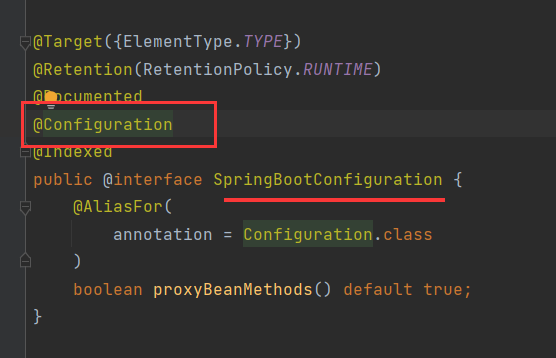 @Target({ElementType.TYPE})
@Retention(RetentionPolicy.RUNTIME)
@Documented
@Configuration
@Indexed
public @interface SpringBootConfiguration {
@AliasFor(
annotation = Configuration.class
)
boolean proxyBeanMethods() default true;
}